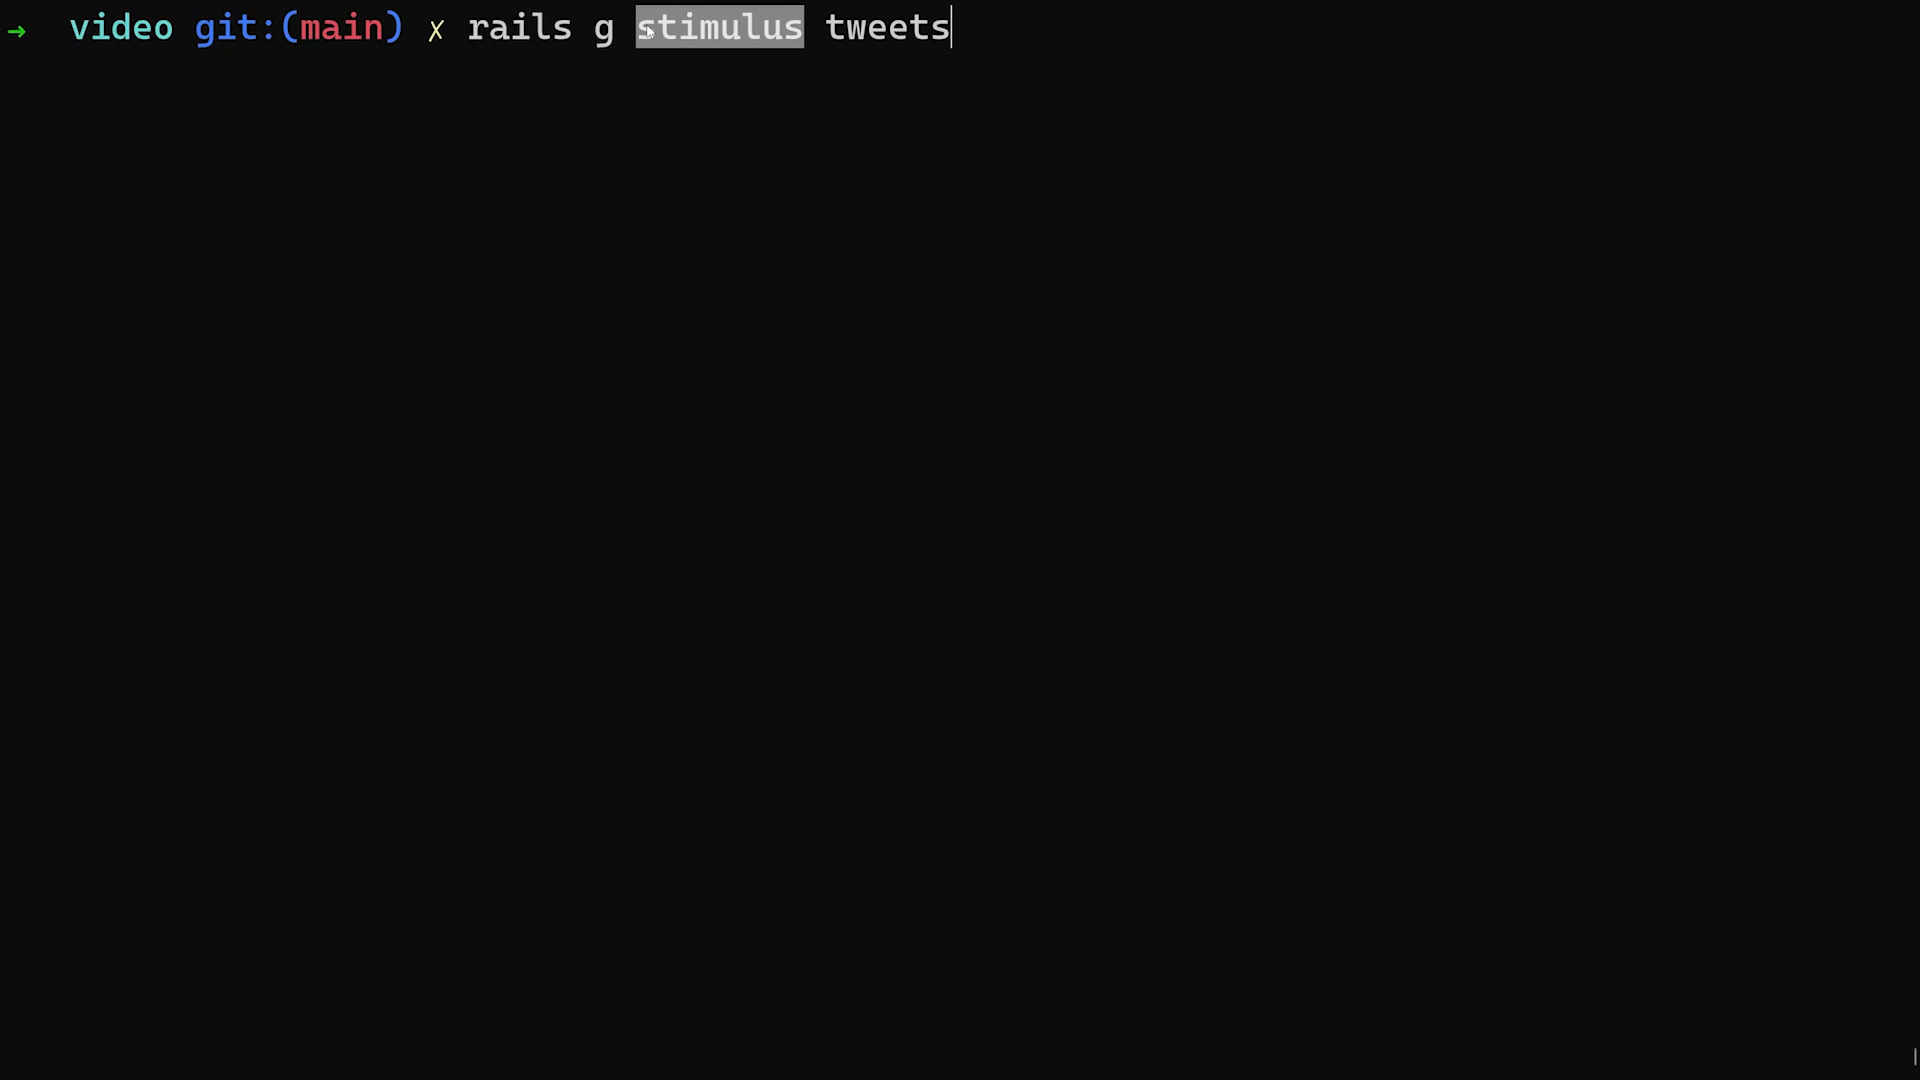 → video git:(main) ✗ rails g stimulus tweets